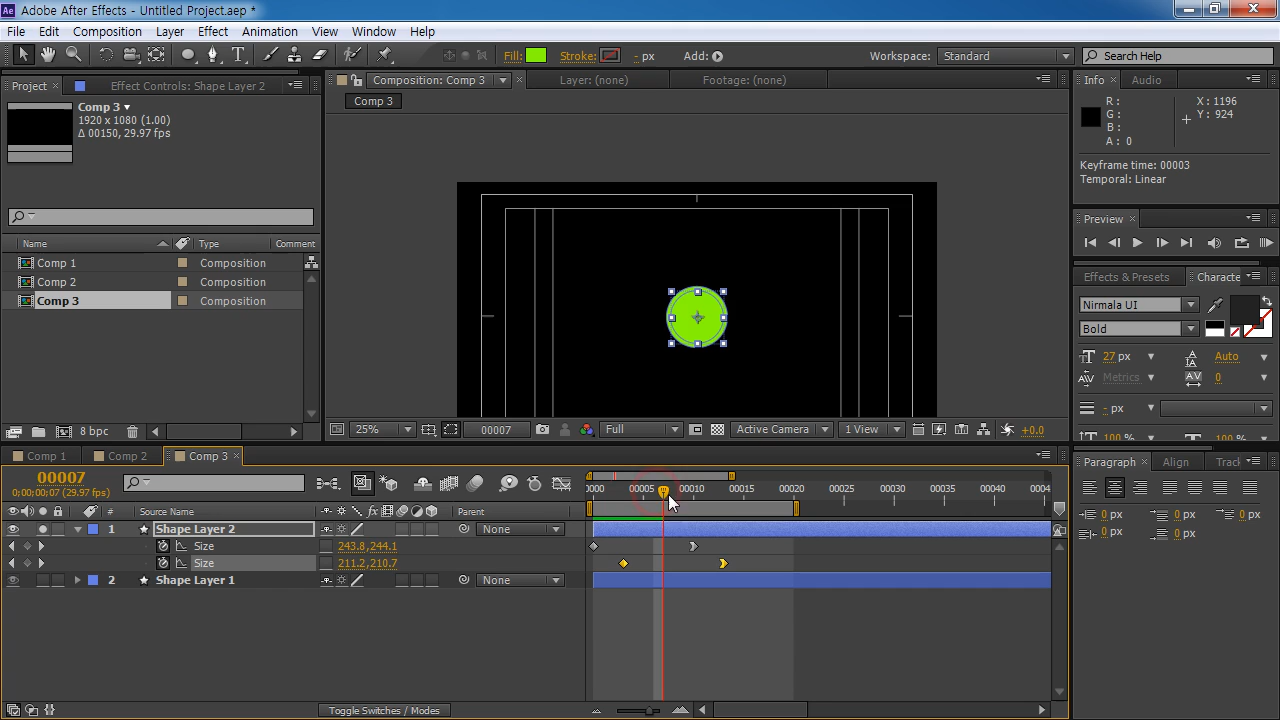 Ae Adobe After Effects - Untitled Project.aep *
File Edit Composition Layer Effect Animation View Window Help
Fill: Stroke: - px Add: Workspace: Standard Search Help
Project × Effect Controls: Shape Layer 2
Composition: Comp 3 Layer: (none) Footage: (none)
Info × Audio
Comp 3
Comp 3
1920 x 1080 (1.00)
Δ 00150, 29.97 fps
R :
G :
B :
A : 0
X : 1196
Y : 924
Keyframe time: 00003
Temporal: Linear
Preview ×
Name Type Comment
Comp 1 Composition
Comp 2 Composition
Comp 3 Composition
Effects & Presets Characte
Nirmala UI
Bold
27 px Auto
Metrics 0
- px
100 % 100 %
8 bpc
25% 00007 Full Active Camera 1 View +0.0
Comp 1 Comp 2 Comp 3 ×
Paragraph × Align Track
00007
0;00;00;07 (29.97 fps)
0000 00005 00010 00015 00020 00025 00030 00035 00040 0004
# Source Name Parent
1 Shape Layer 2 None
Size 243.8,244.1
Size 211.2,210.7
2 Shape Layer 1 None
0 px 0 px 0 px
0 px 0 px
Toggle Switches / Modes